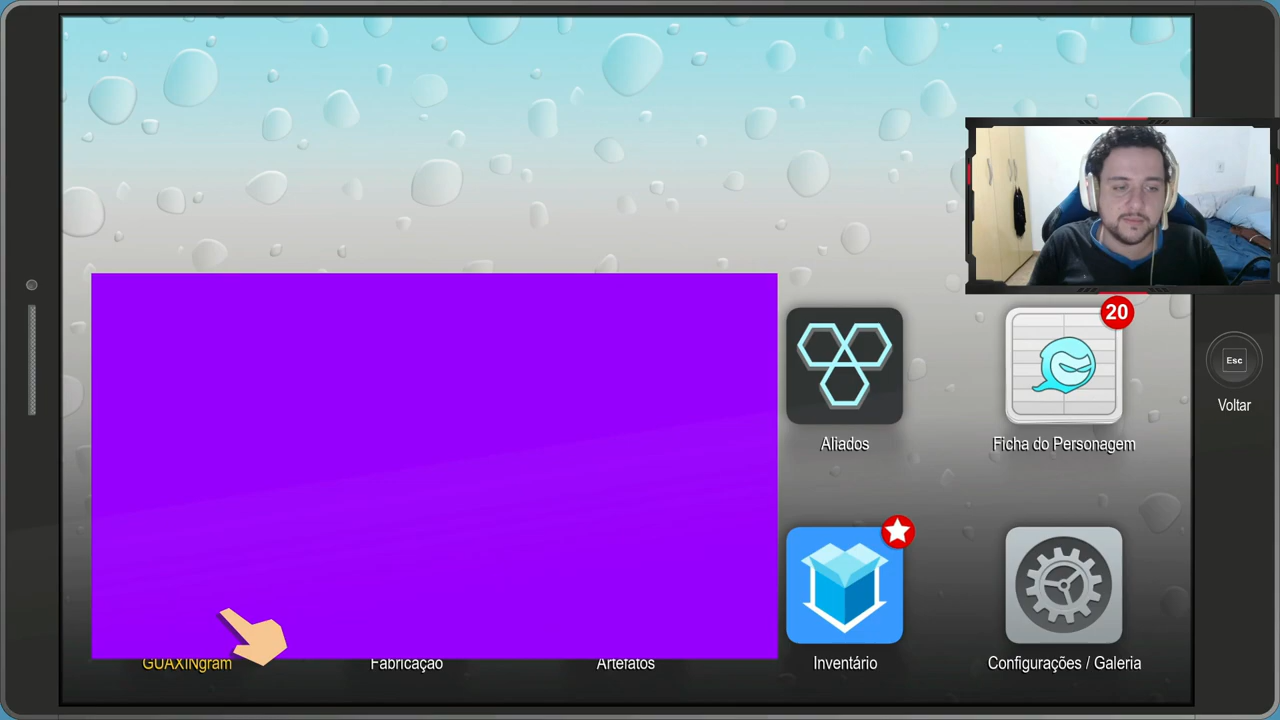 20
Esc
Voltar
Aliados
Ficha do Personagem
GUAXINgram
Fabricação
Artefatos
Inventário
Configurações / Galeria